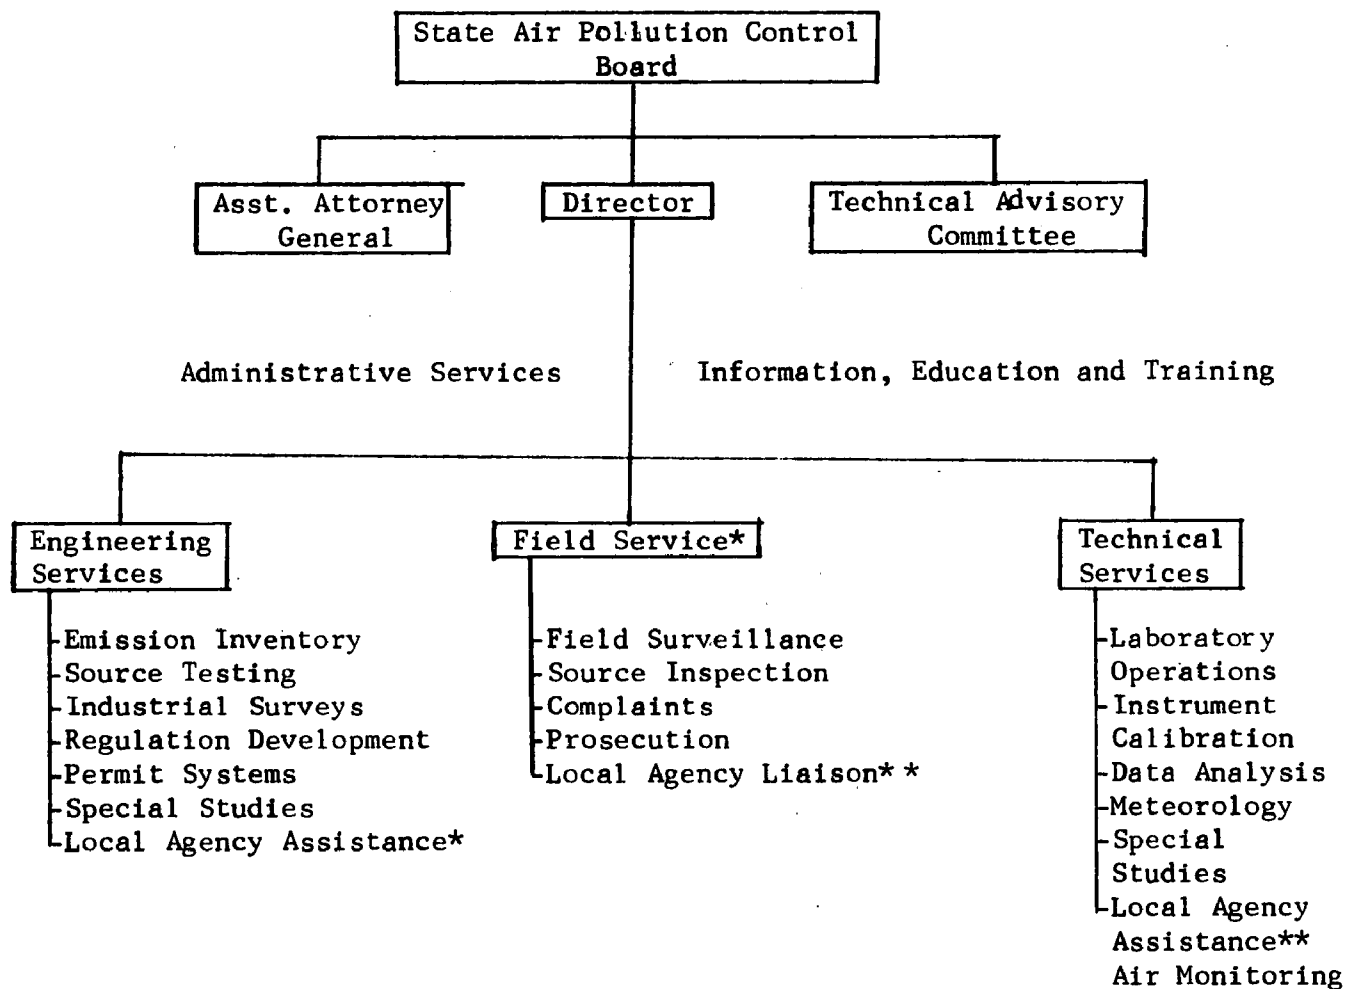 State Air Pollution Control
Board
Asst. Attorney
General
Director
Technical Advisory
Committee
Administrative Services
Information, Education and Training
Engineering
Services
-Emission Inventory
-Source Testing
-Industrial Surveys
-Regulation Development
-Permit Systems
-Special Studies
-Local Agency Assistance*
Field Service*
-Field Surveillance
-Source Inspection
-Complaints
-Prosecution
-Local Agency Liaison* *
Technical
Services
-Laboratory
Operations
-Instrument
Calibration
-Data Analysis
-Meteorology
-Special
Studies
-Local Agency
Assistance**
Air Monitoring